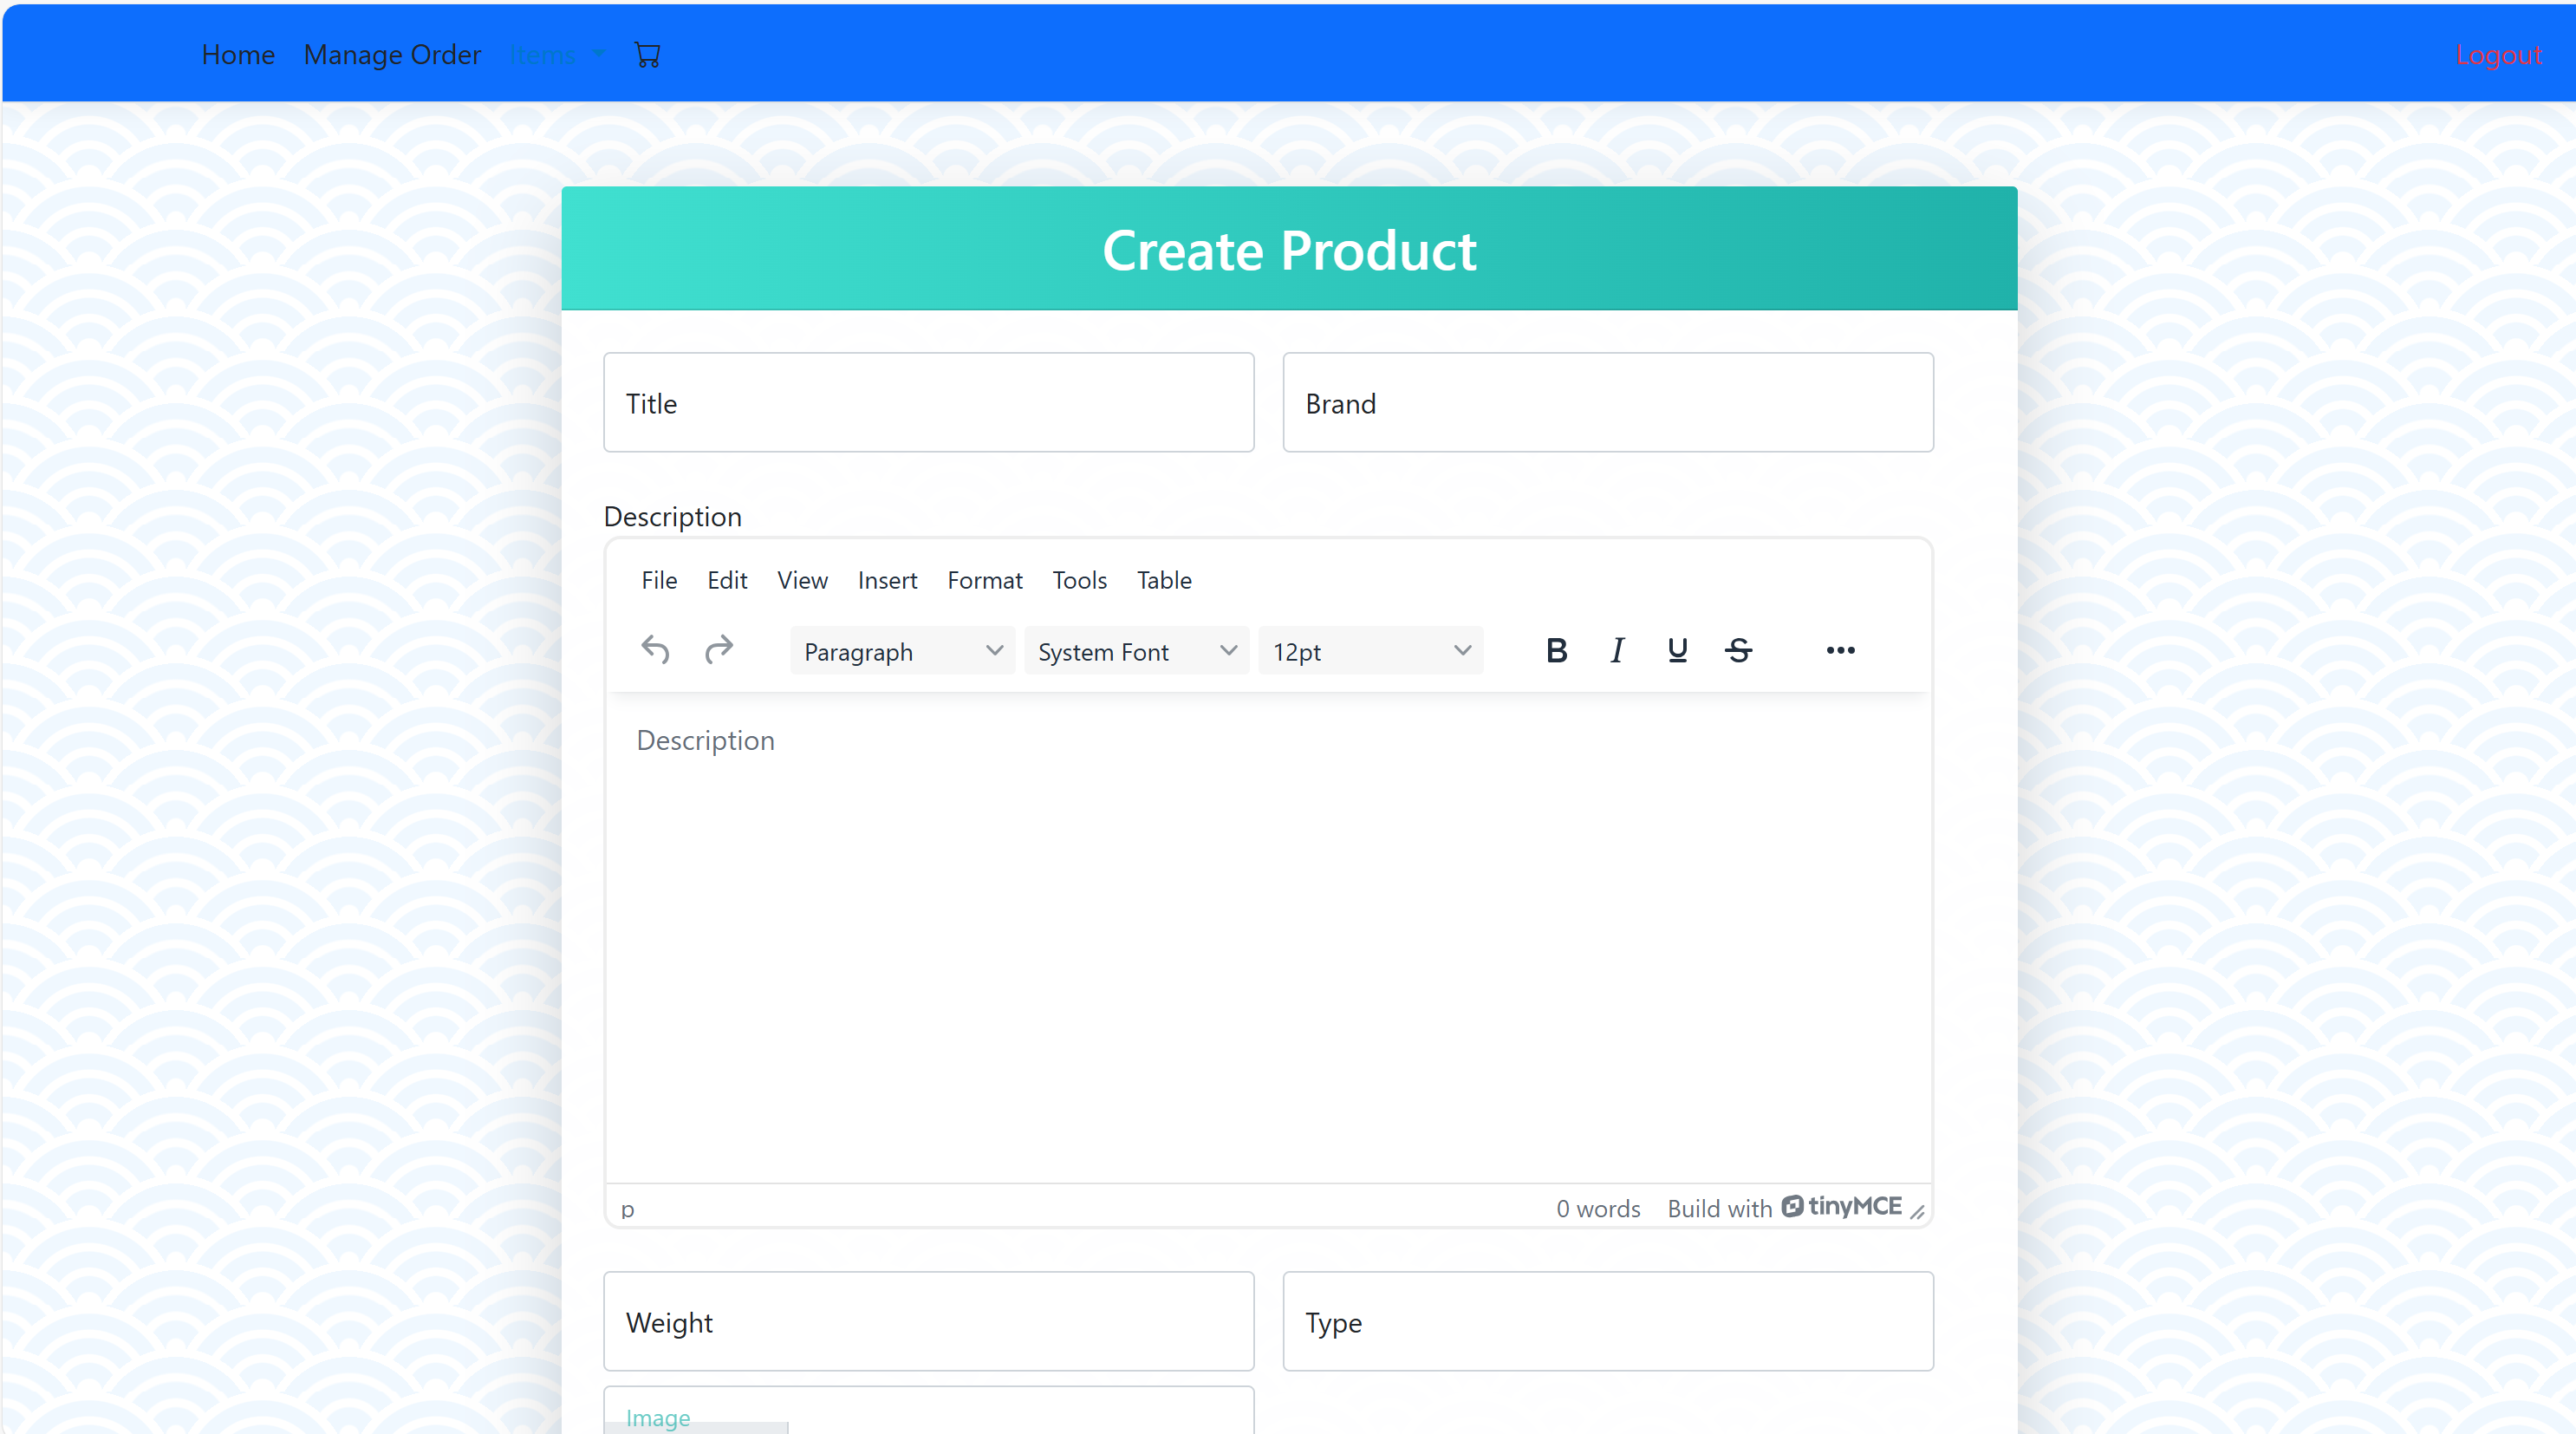 Home Manage Order Items Logout
Create Product
Title Brand
Description
File Edit View Insert Format Tools Table
Paragraph System Font 12pt B I U S
Description
p 0 words Build with tinyMCE
Weight Type
Image